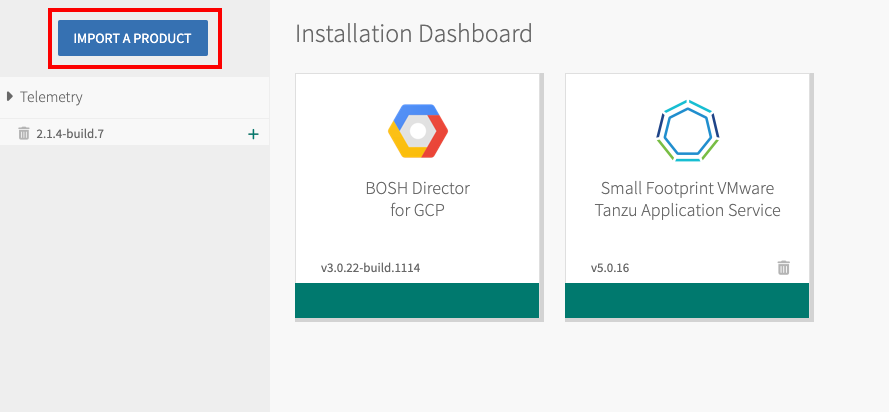 IMPORT A PRODUCT
Telemetry
2.1.4-build.7
+
Installation Dashboard
BOSH Director
for GCP
v3.0.22-build.1114
Small Footprint VMware
Tanzu Application Service
v5.0.16